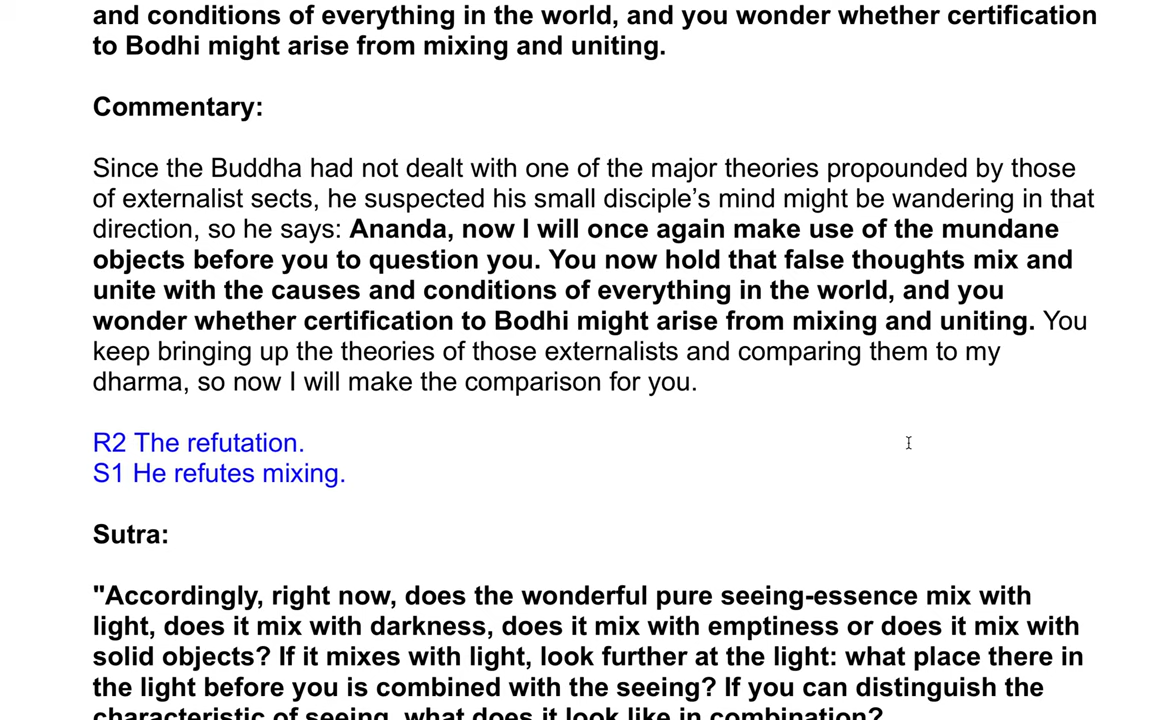 and conditions of everything in the world, and you wonder whether certification
to Bodhi might arise from mixing and uniting.
Commentary:
Since the Buddha had not dealt with one of the major theories propounded by those
of externalist sects, he suspected his small disciple’s mind might be wandering in that
direction, so he says: Ananda, now I will once again make use of the mundane
objects before you to question you. You now hold that false thoughts mix and
unite with the causes and conditions of everything in the world, and you
wonder whether certification to Bodhi might arise from mixing and uniting. You
keep bringing up the theories of those externalists and comparing them to my
dharma, so now I will make the comparison for you.
R2 The refutation.
S1 He refutes mixing.
Sutra:
"Accordingly, right now, does the wonderful pure seeing-essence mix with
light, does it mix with darkness, does it mix with emptiness or does it mix with
solid objects? If it mixes with light, look further at the light: what place there in
the light before you is combined with the seeing? If you can distinguish the
characteristic of seeing, what does it look like in combination?